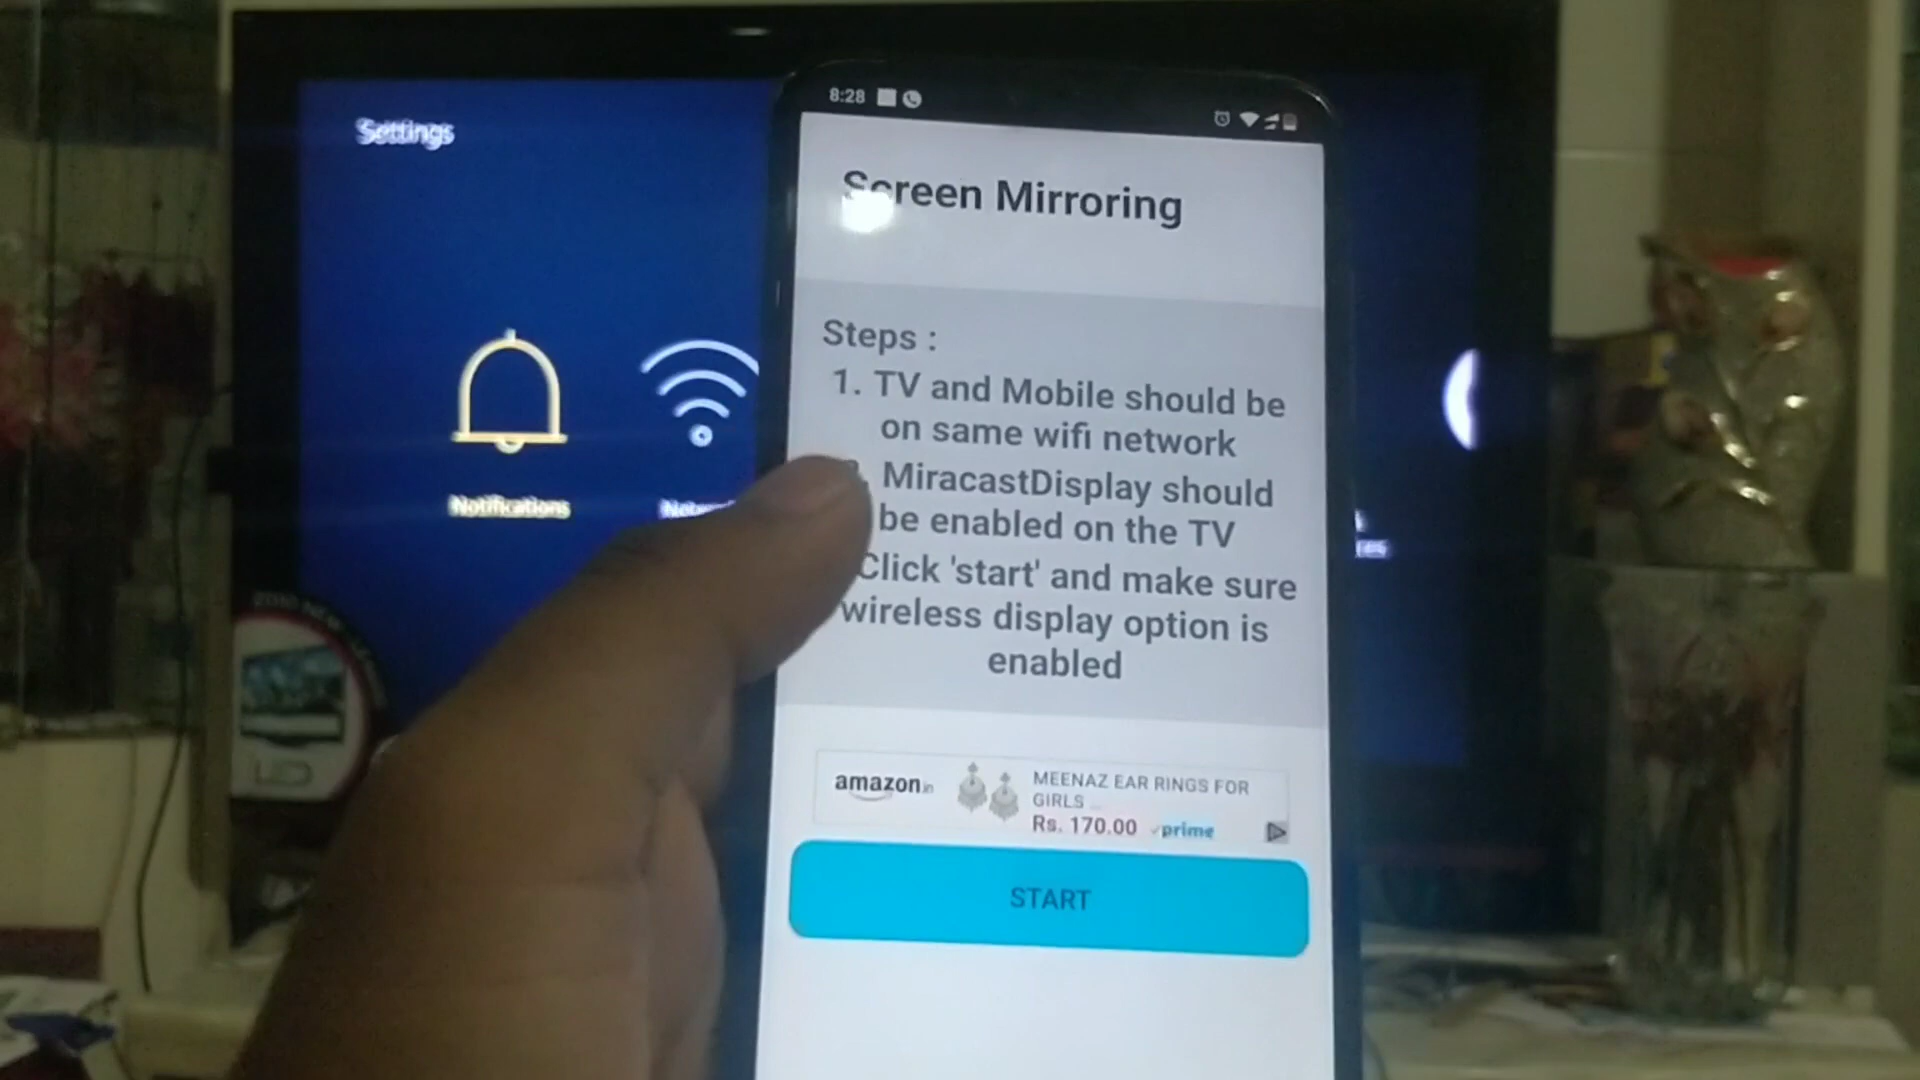 Settings
Notifications
8:28
Screen Mirroring
Steps :
1. TV and Mobile should be
on same wifi network
MiracastDisplay should
be enabled on the TV
Click 'start' and make sure
wireless display option is
enabled
amazon.in
MEENAZ EAR RINGS FOR
GIRLS ...
Rs. 170.00 prime
START